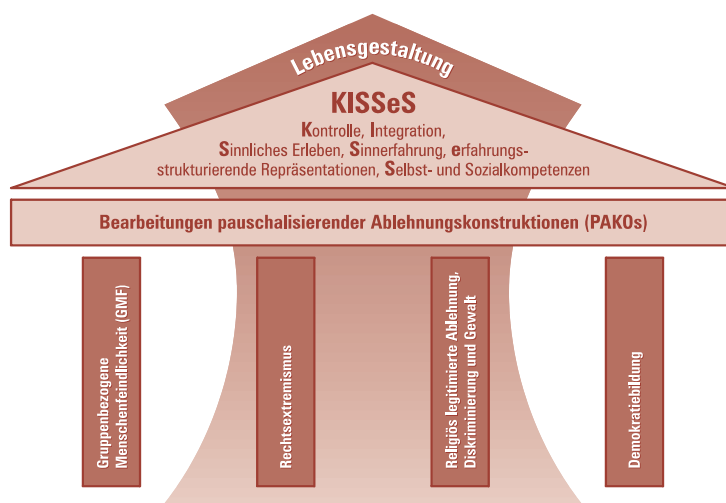 Lebensgestaltung
KISSeS
Kontrolle, Integration,
Sinnliches Erleben, Sinnerfahrung, erfahrungs-
strukturierende Repräsentationen, Selbst- und Sozialkompetenzen
Bearbeitungen pauschalisierender Ablehnungskonstruktionen (PAKOs)
Gruppenbezogene
Menschenfeindlichkeit (GMF)
Rechtsextremismus
Religiös legitimierte Ablehnung,
Diskriminierung und Gewalt
Demokratiebildung